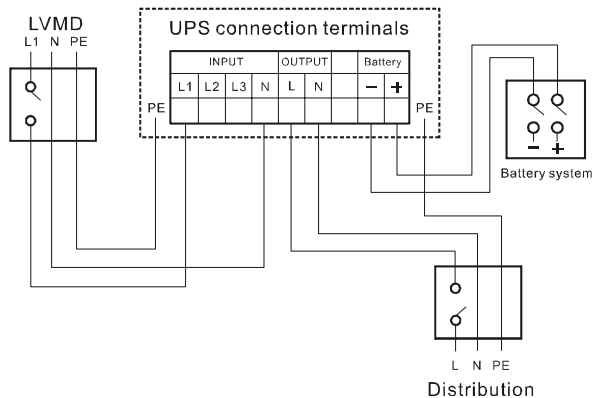 LVMD
L1 N PE
UPS connection terminals
INPUT OUTPUT Battery
L1 L2 L3 N L N − +
PE
PE
− +
Battery system
L N PE
Distribution